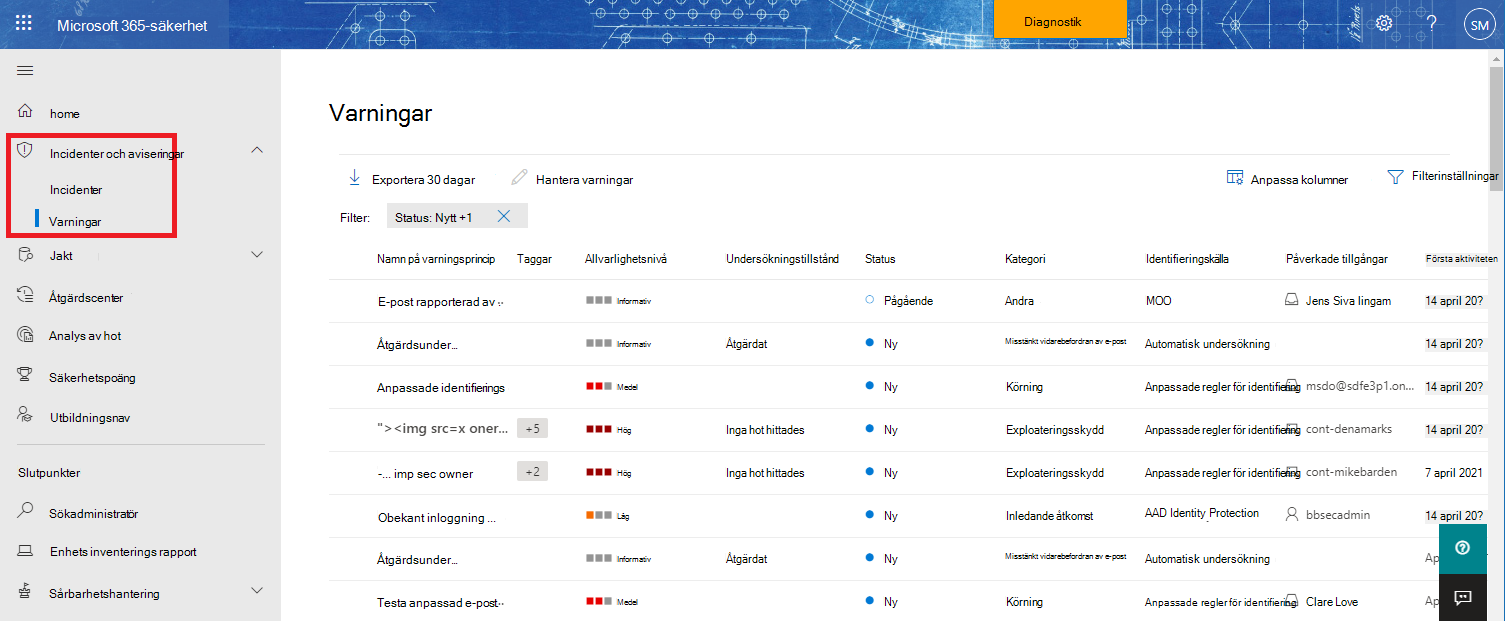 Microsoft 365-säkerhet
Diagnostik
?
SM
home
Incidenter och aviseringar
Incidenter
Varningar
Jakt
Åtgärdscenter
Analys av hot
Säkerhetspoäng
Utbildningsnav
Slutpunkter
Sökadministratör
Enhets inventerings rapport
Sårbarhetshantering
Varningar
Exportera 30 dagar Hantera varningar Anpassa kolumner Filterinställningar
Filter: Status: Nytt +1
Namn på varningsprincip Taggar Allvarlighetsnivå Undersökningstillstånd Status Kategori Identifieringskälla Påverkade tillgångar Första aktiviteten
E-post rapporterad av .. Informativ Pågående Andra MOO Jens Siva lingam 14 april 20?
Åtgärdsunder... Informativ Åtgärdat Ny Misstänkt vidarebefordran av e-post Automatisk undersökning 14 april 20?
Anpassade identifierings Medel Ny Körning Anpassade regler för identifiering msdo@sdfe3p1.on... 14 april 20?
"><img src=x oner... +5 Hög Inga hot hittades Ny Exploateringsskydd Anpassade regler för identifiering cont-denamarks 14 april 20?
-... imp sec owner +2 Hög Inga hot hittades Ny Exploateringsskydd Anpassade regler för identifiering cont-mikebarden 7 april 2021
Obekant inloggning ... Låg Ny Inledande åtkomst AAD Identity Protection bbsecadmin 14 april 20?
Åtgärdsunder... Informativ Åtgärdat Ny Misstänkt vidarebefordran av e-post Automatisk undersökning Ap
Testa anpassad e-post.. Medel Ny Körning Anpassade regler för identifiering Clare Love Ap